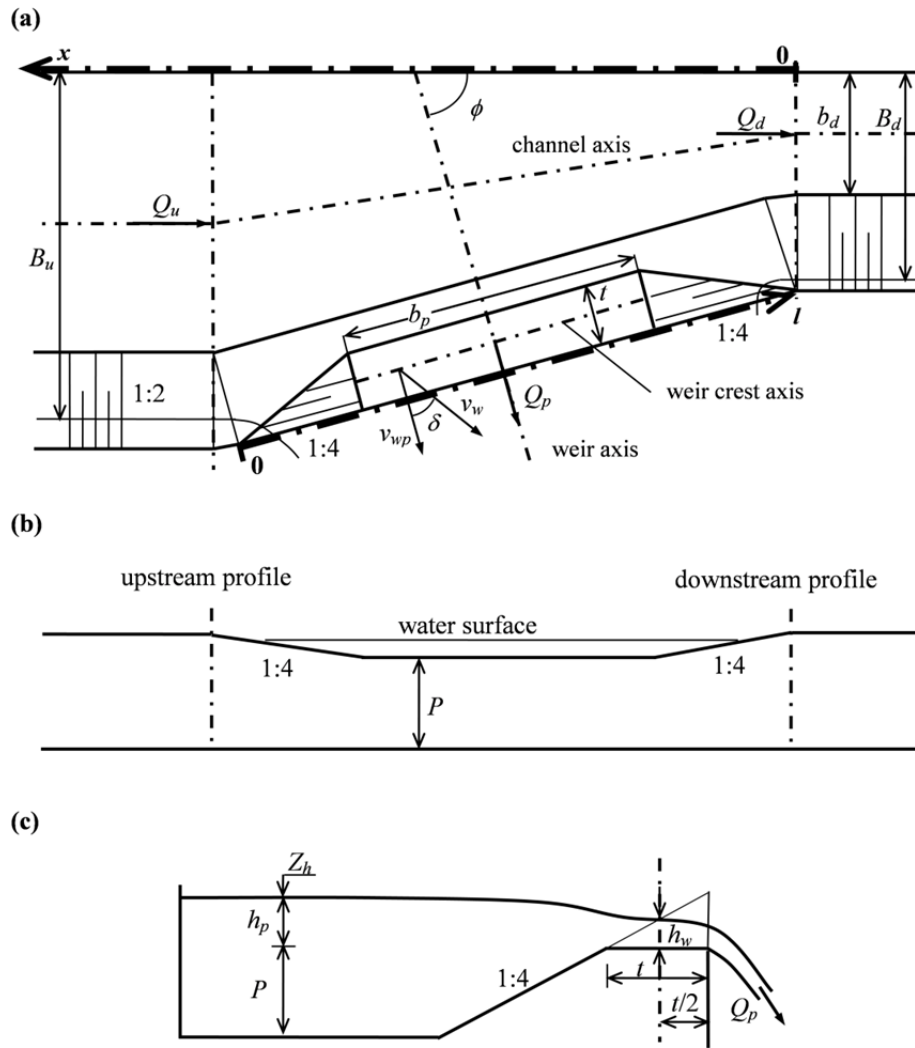 (a)
x
0
ϕ
Q_d
b_d
B_d
channel axis
Q_u
B_u
b_p
t
1:4
l
1:2
weir crest axis
Q_p
v_w
δ
v_wp
1:4
weir axis
0
(b)
upstream profile
downstream profile
water surface
1:4
1:4
P
(c)
Z_h
h_p
h_w
1:4
t
P
t/2
Q_p